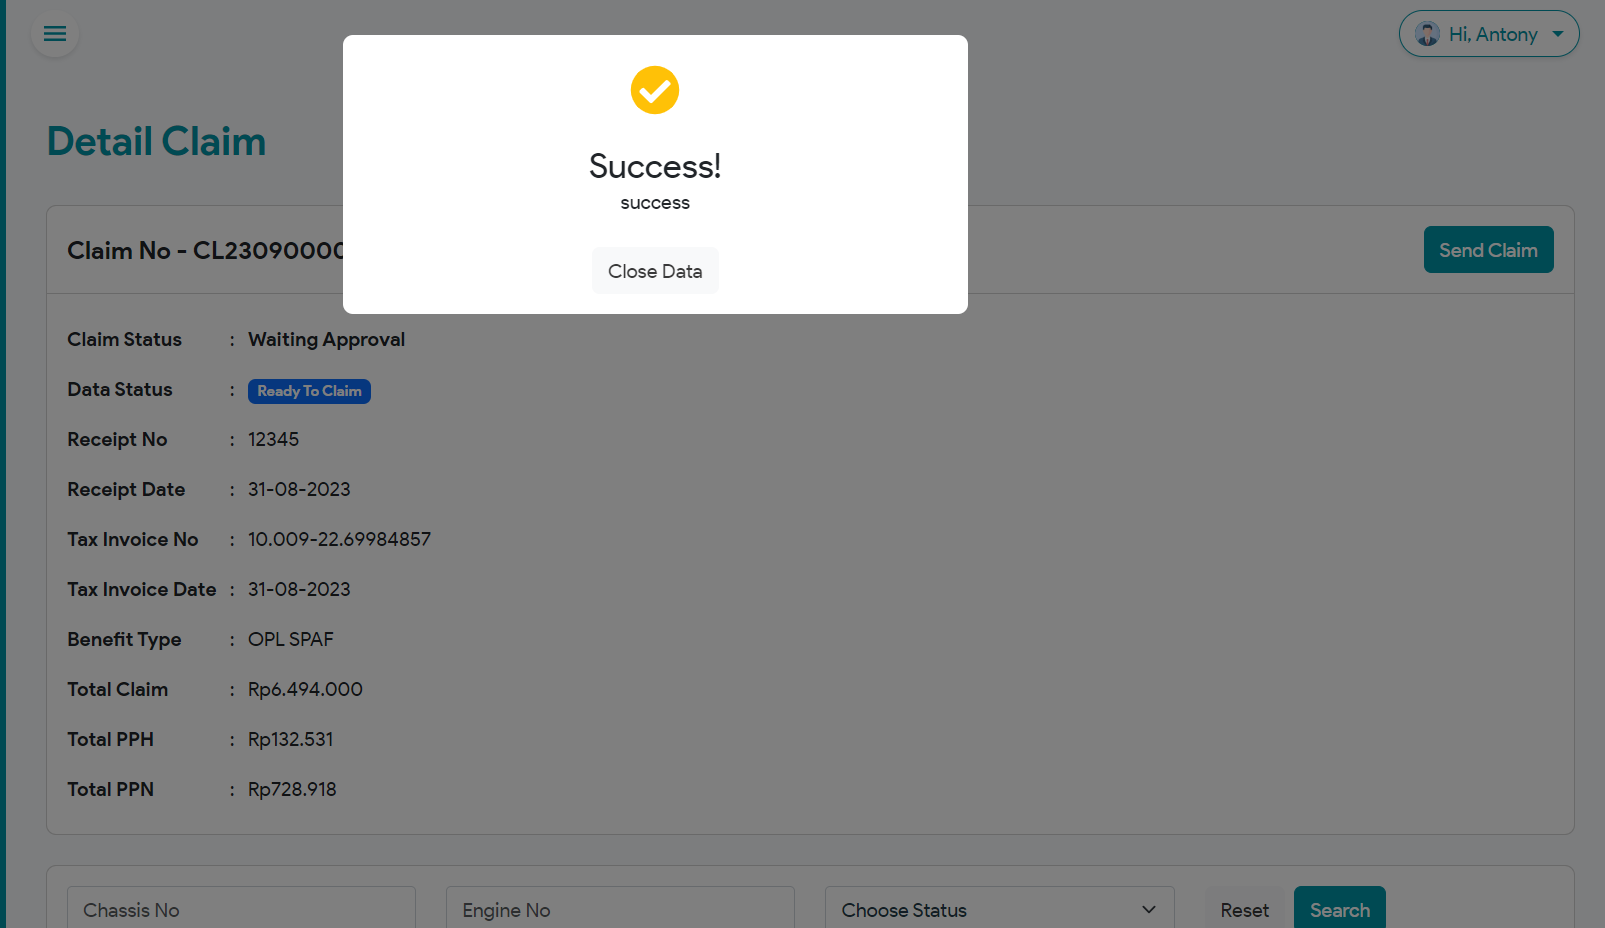 Hi, Antony
Detail Claim
Success!
success
Close Data
Claim No - CL23090000
Send Claim
Claim Status : Waiting Approval
Data Status : Ready To Claim
Receipt No : 12345
Receipt Date : 31-08-2023
Tax Invoice No : 10.009-22.69984857
Tax Invoice Date : 31-08-2023
Benefit Type : OPL SPAF
Total Claim : Rp6.494.000
Total PPH : Rp132.531
Total PPN : Rp728.918
Chassis No Engine No Choose Status Reset Search